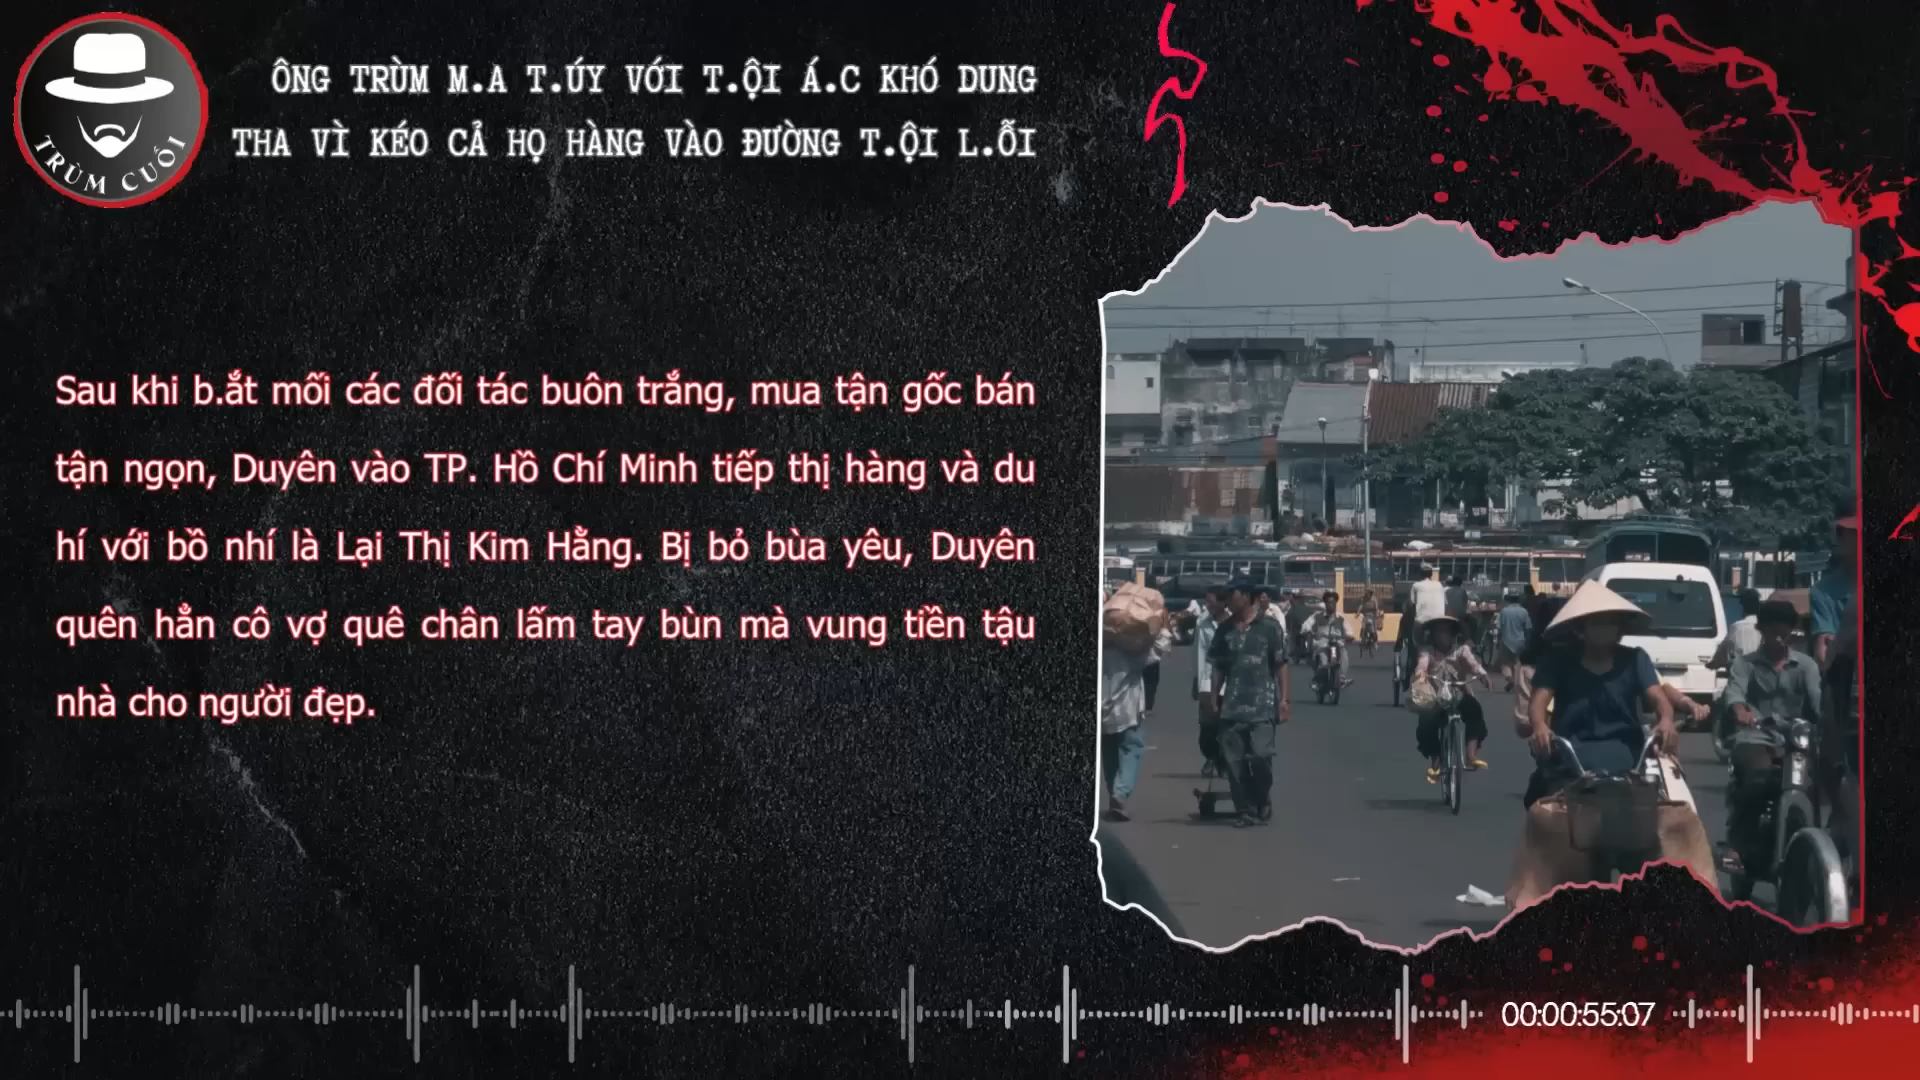 TRÙM CUỐI
ÔNG TRÙM M.A T.ÚY VỚI T.ỘI Á.C KHÓ DUNG
THA VÌ KÉO CẢ HỌ HÀNG VÀO ĐƯỜNG T.ỘI L.ỖI
Sau khi b.ắt mối các đối tác buôn trắng, mua tận gốc bán
tận ngọn, Duyên vào TP. Hồ Chí Minh tiếp thị hàng và du
hí với bồ nhí là Lại Thị Kim Hằng. Bị bỏ bùa yêu, Duyên
quên hẳn cô vợ quê chân lấm tay bùn mà vung tiền tậu
nhà cho người đẹp.
00:00:55:07